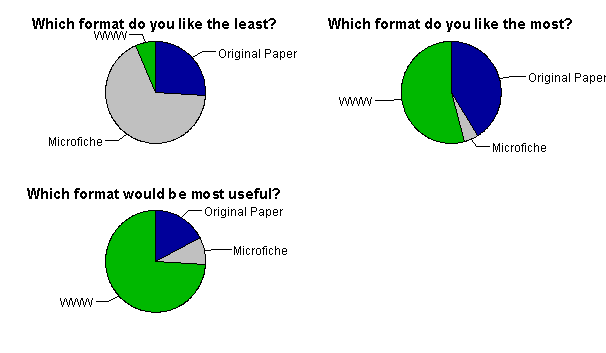 Which format do you like the least?
WWW
Original Paper
Microfiche
Which format do you like the most?
Original Paper
WWW
Microfiche
Which format would be most useful?
Original Paper
Microfiche
WWW